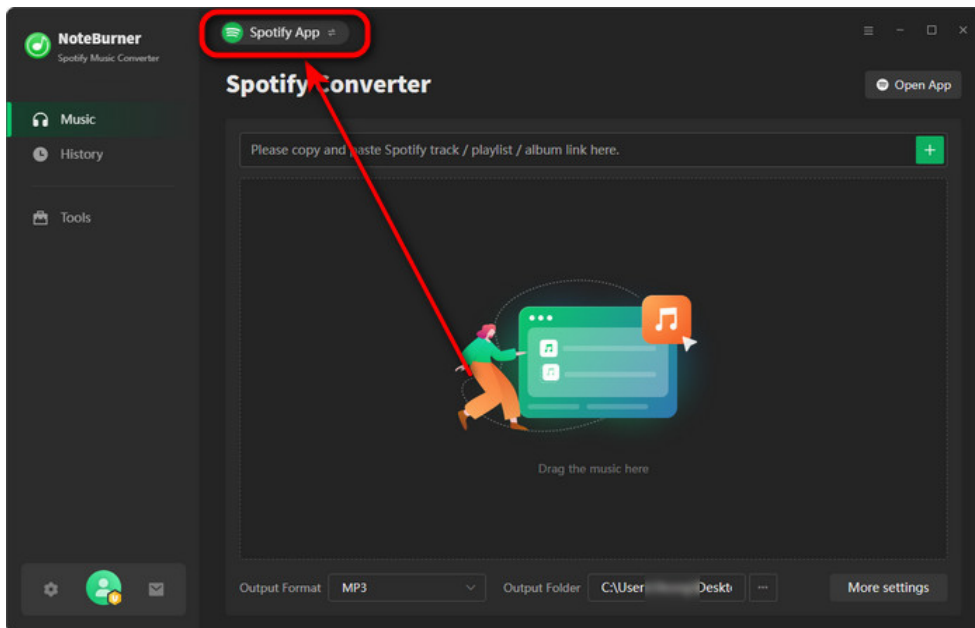 NoteBurner
Spotify Music Converter
Spotify App
Spotify Converter
Open App
Music
Please copy and paste Spotify track / playlist / album link here.
History
Tools
Drag the music here
Output Format
MP3
Output Folder
C:\User
Deskt
More settings